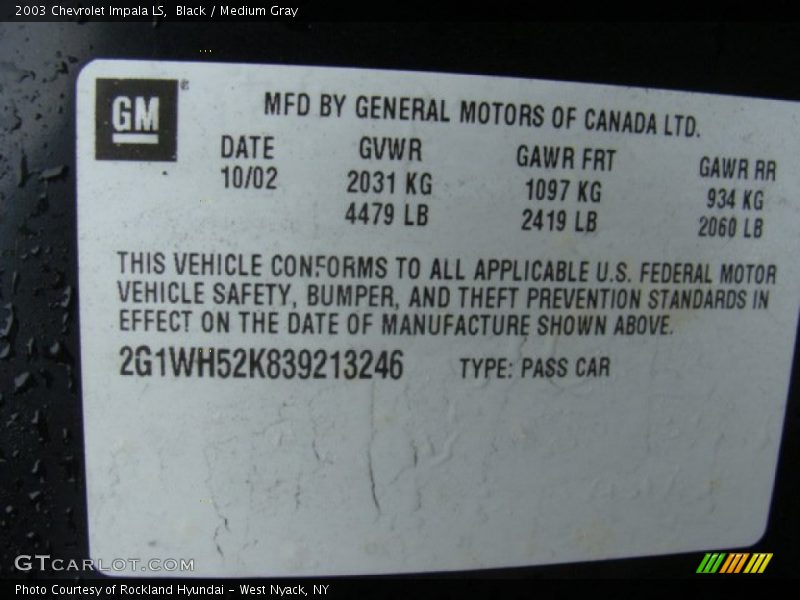 2003 Chevrolet Impala LS, Black / Medium Gray
GM ®
MFD BY GENERAL MOTORS OF CANADA LTD.
DATE GVWR GAWR FRT GAWR RR
10/02 2031 KG 1097 KG 934 KG
4479 LB 2419 LB 2060 LB
THIS VEHICLE CONFORMS TO ALL APPLICABLE U.S. FEDERAL MOTOR
VEHICLE SAFETY, BUMPER, AND THEFT PREVENTION STANDARDS IN
EFFECT ON THE DATE OF MANUFACTURE SHOWN ABOVE.
2G1WH52K839213246 TYPE: PASS CAR
GTCARLOT.COM
Photo Courtesy of Rockland Hyundai - West Nyack, NY